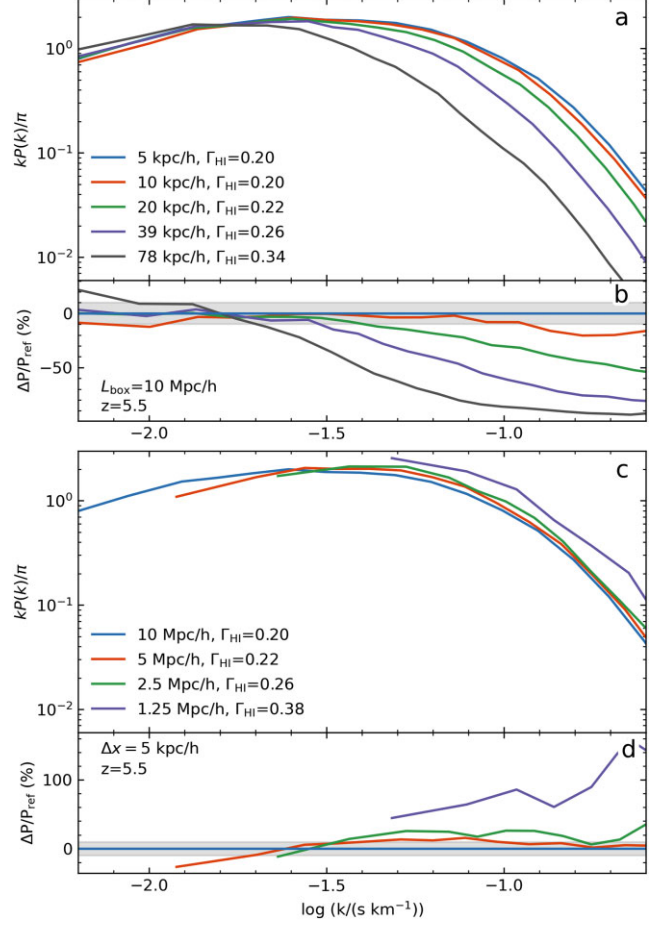 a
10⁰
10⁻¹
10⁻²
kP(k)/π
5 kpc/h, Γ_HI=0.20
10 kpc/h, Γ_HI=0.20
20 kpc/h, Γ_HI=0.22
39 kpc/h, Γ_HI=0.26
78 kpc/h, Γ_HI=0.34
b
0
−50
ΔP/P_ref (%)
L_box=10 Mpc/h
z=5.5
−2.0 −1.5 −1.0
c
10⁰
10⁻¹
10⁻²
kP(k)/π
10 Mpc/h, Γ_HI=0.20
5 Mpc/h, Γ_HI=0.22
2.5 Mpc/h, Γ_HI=0.26
1.25 Mpc/h, Γ_HI=0.38
d
Δx = 5 kpc/h
z=5.5
100
0
ΔP/P_ref (%)
−2.0 −1.5 −1.0
log (k/(s km⁻¹))